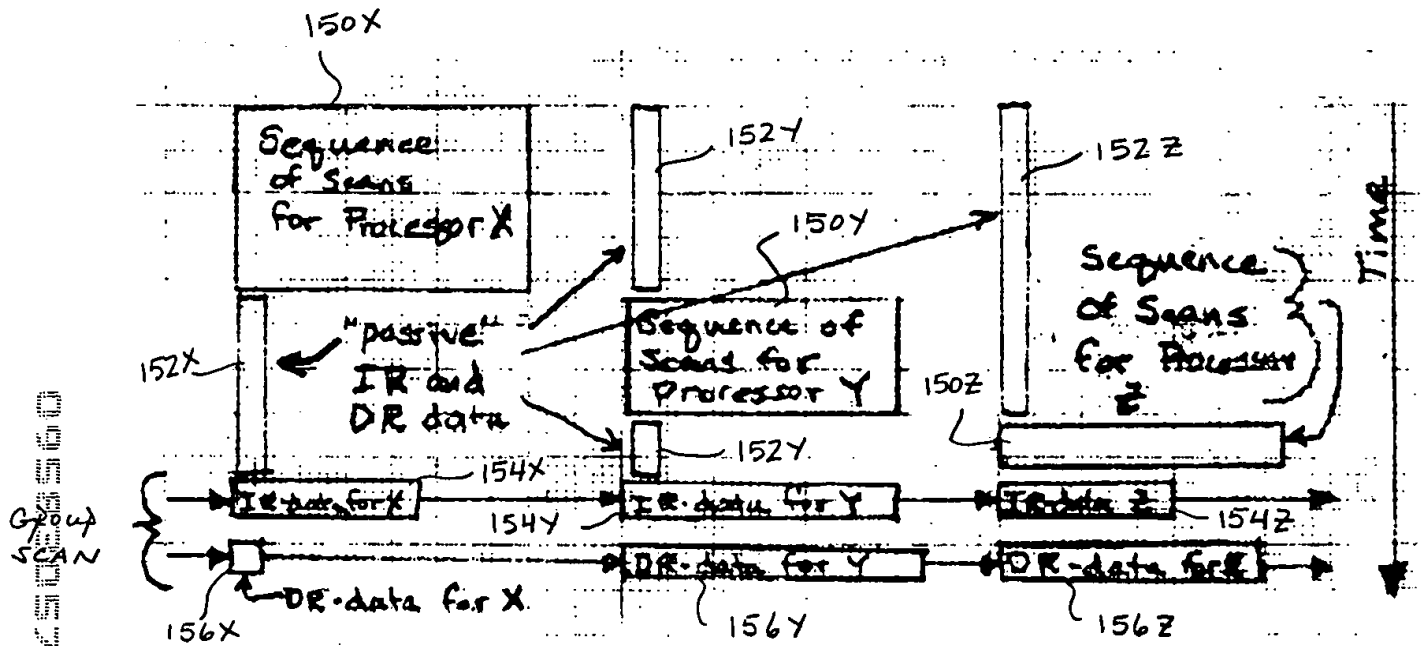 150X
Sequence
of Scans
for Processor X
152Y
152Z
150Y
Time
Sequence
of Scans
for Processor
Z
"passive"
IR and
DR data
152X
Sequence of
Scans for
Processor Y
150Z
152Y
154X
Group
SCAN
IR-data for X
154Y
IR-data for Y
IR-data Z
154Z
DR-data for X
DR-data for Y
DR-data for Z
156X
156Y
156Z